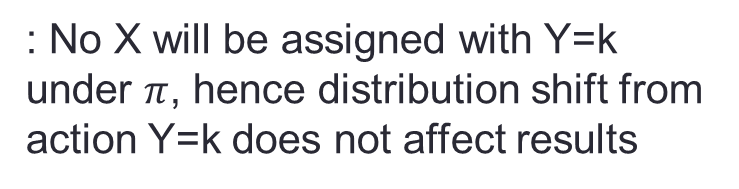 : No X will be assigned with Y=k
under 𝜋, hence distribution shift from
action Y=k does not affect results